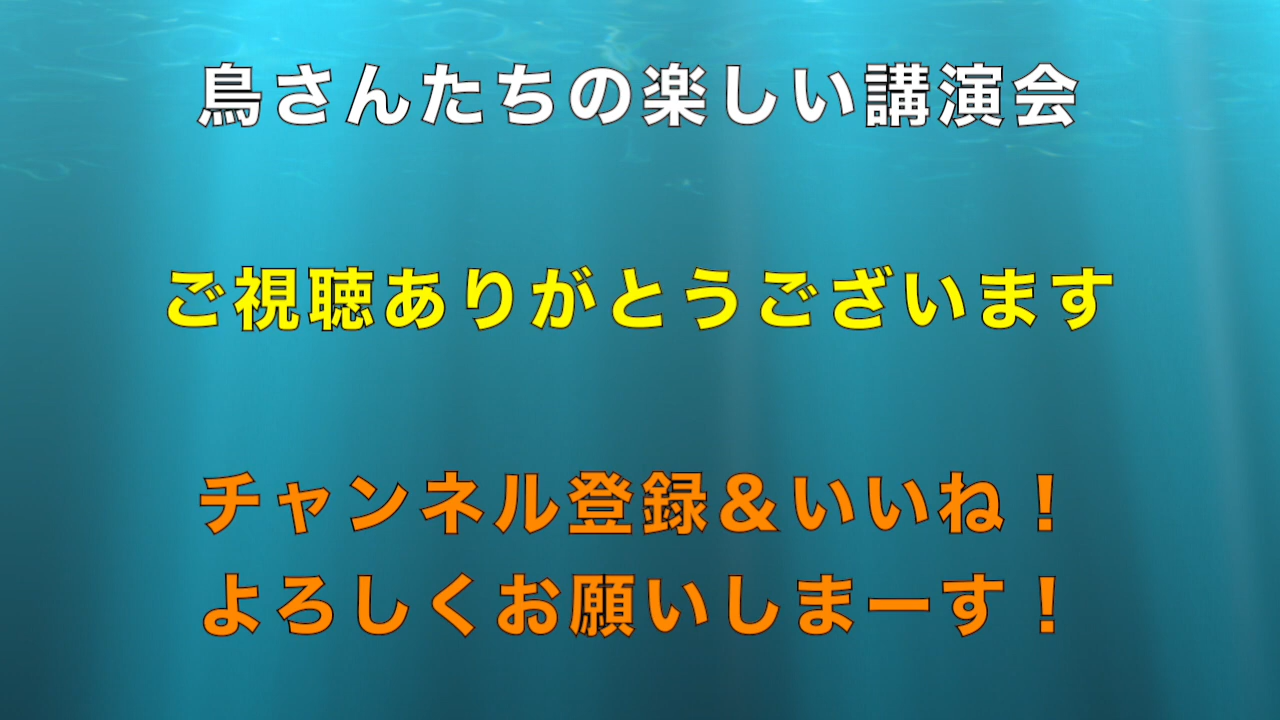 鳥さんたちの楽しい講演会
ご視聴ありがとうございます
チャンネル登録＆いいね！
よろしくお願いしまーす！